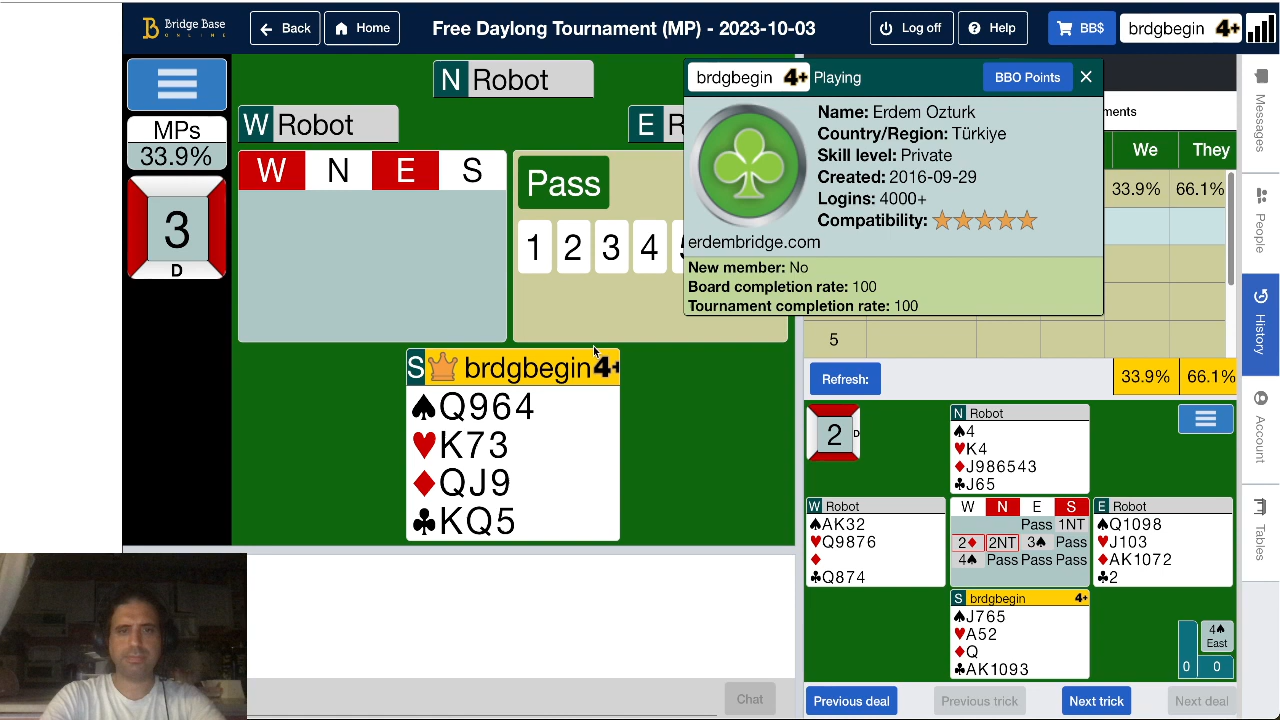 Bridge Base
ONLINE
Back
Home
Free Daylong Tournament (MP) - 2023-10-03
Log off
Help
BB$
brdgbegin 4+
MPs
33.9%
3
D
N Robot
W Robot
E R
W N E S
Pass
1 2 3 4
brdgbegin 4+ Playing
BBO Points
Name: Erdem Ozturk
Country/Region: Türkiye
Skill level: Private
Created: 2016-09-29
Logins: 4000+
Compatibility:
erdembridge.com
New member: No
Board completion rate: 100
Tournament completion rate: 100
ments
We They
33.9% 66.1%
5
Refresh:
33.9% 66.1%
S brdgbegin 4+
♠Q964
♥K73
♦QJ9
♣KQ5
2
D
N Robot
♠4
♥K4
♦J986543
♣J65
W Robot
♠AK32
♥Q9876
♦
♣Q874
W N E S
Pass 1NT
2♦ 2NT 3♠ Pass
4♠ Pass Pass Pass
E Robot
♠Q1098
♥J103
♦AK1072
♣2
S brdgbegin 4+
♠J765
♥A52
♦Q
♣AK1093
4♠
East
0 0
Chat
Previous deal
Previous trick
Next trick
Next deal
Messages
People
History
Account
Tables